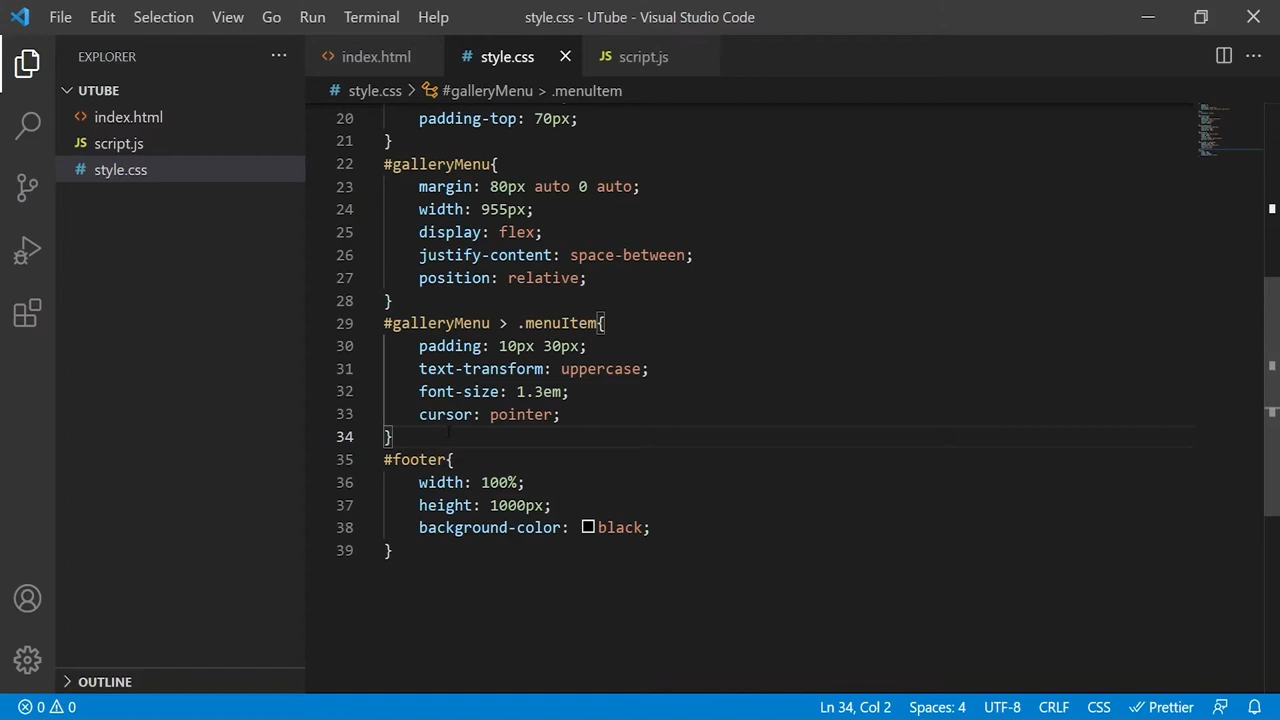 File Edit Selection View Go Run Terminal Help style.css - UTube - Visual Studio Code
EXPLORER ···
index.html # style.css JS script.js
UTUBE
index.html
JS script.js
# style.css
# style.css > #galleryMenu > .menuItem
20 padding-top: 70px;
21 }
22 #galleryMenu{
23 margin: 80px auto 0 auto;
24 width: 955px;
25 display: flex;
26 justify-content: space-between;
27 position: relative;
28 }
29 #galleryMenu > .menuItem{
30 padding: 10px 30px;
31 text-transform: uppercase;
32 font-size: 1.3em;
33 cursor: pointer;
34 }
35 #footer{
36 width: 100%;
37 height: 1000px;
38 background-color: black;
39 }
OUTLINE
0 0 Ln 34, Col 2 Spaces: 4 UTF-8 CRLF CSS Prettier